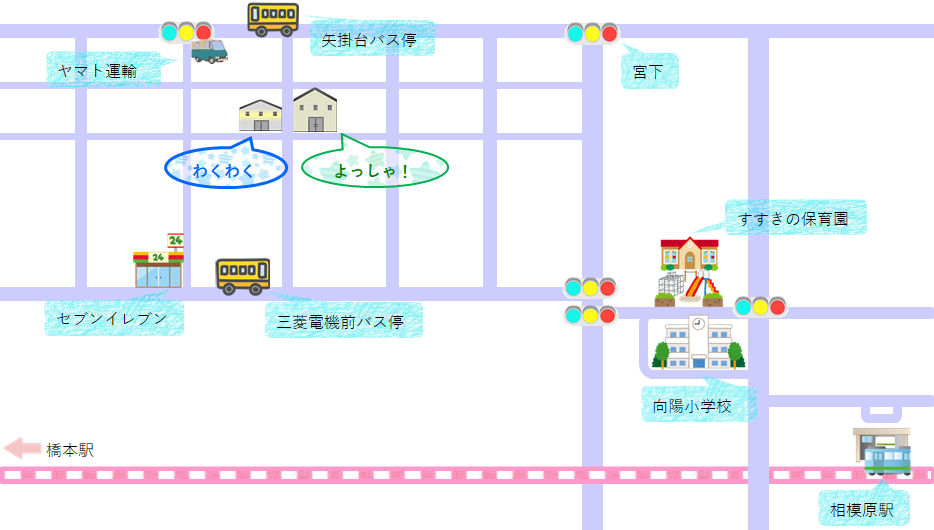 矢掛台バス停
ヤマト運輸
宮下
わくわく
よっしゃ！
すすきの保育園
24
24
セブンイレブン
三菱電機前バス停
向陽小学校
橋本駅
相模原駅